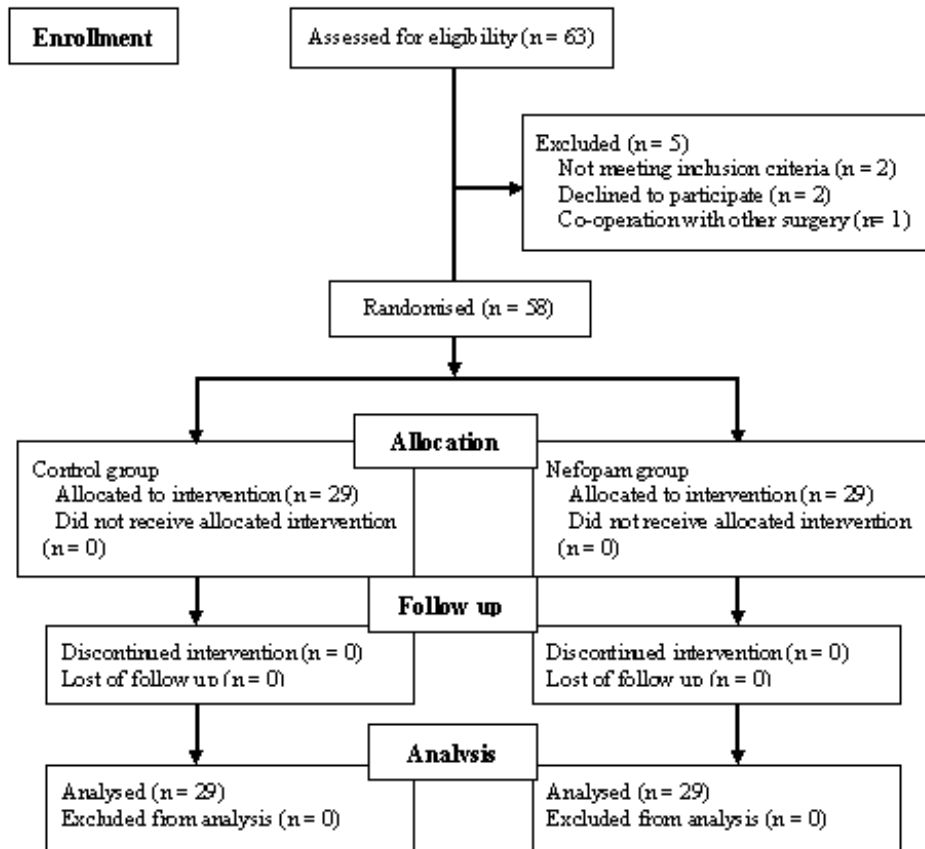 Enrollment
Assessed for eligibility (n = 63)
Excluded (n = 5)
Not meeting inclusion criteria (n = 2)
Declined to participate (n = 2)
Co-operation with other surgery (n= 1)
Randomised (n = 58)
Allocation
Control group
Allocated to intervention (n = 29)
Did not receive allocated intervention
(n = 0)
Nefopam group
Allocated to intervention (n = 29)
Did not receive allocated intervention
(n = 0)
Follow up
Discontinued intervention (n = 0)
Lost of follow up (n = 0)
Discontinued intervention (n = 0)
Lost of follow up (n = 0)
Analysis
Analysed (n = 29)
Excluded from analysis (n = 0)
Analysed (n = 29)
Excluded from analysis (n = 0)